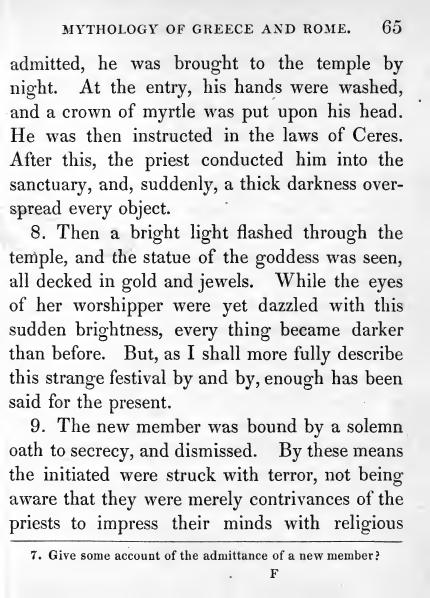 MYTHOLOGY OF GREECE AND ROME. 65
admitted, he was brought to the temple by
night. At the entry, his hands were washed,
and a crown of myrtle was put upon his head.
He was then instructed in the laws of Ceres.
After this, the priest conducted him into the
sanctuary, and, suddenly, a thick darkness over-
spread every object.
8. Then a bright light flashed through the
temple, and the statue of the goddess was seen,
all decked in gold and jewels. While the eyes
of her worshipper were yet dazzled with this
sudden brightness, every thing became darker
than before. But, as I shall more fully describe
this strange festival by and by, enough has been
said for the present.
9. The new member was bound by a solemn
oath to secrecy, and dismissed. By these means
the initiated were struck with terror, not being
aware that they were merely contrivances of the
priests to impress their minds with religious
7. Give some account of the admittance of a new member?
F